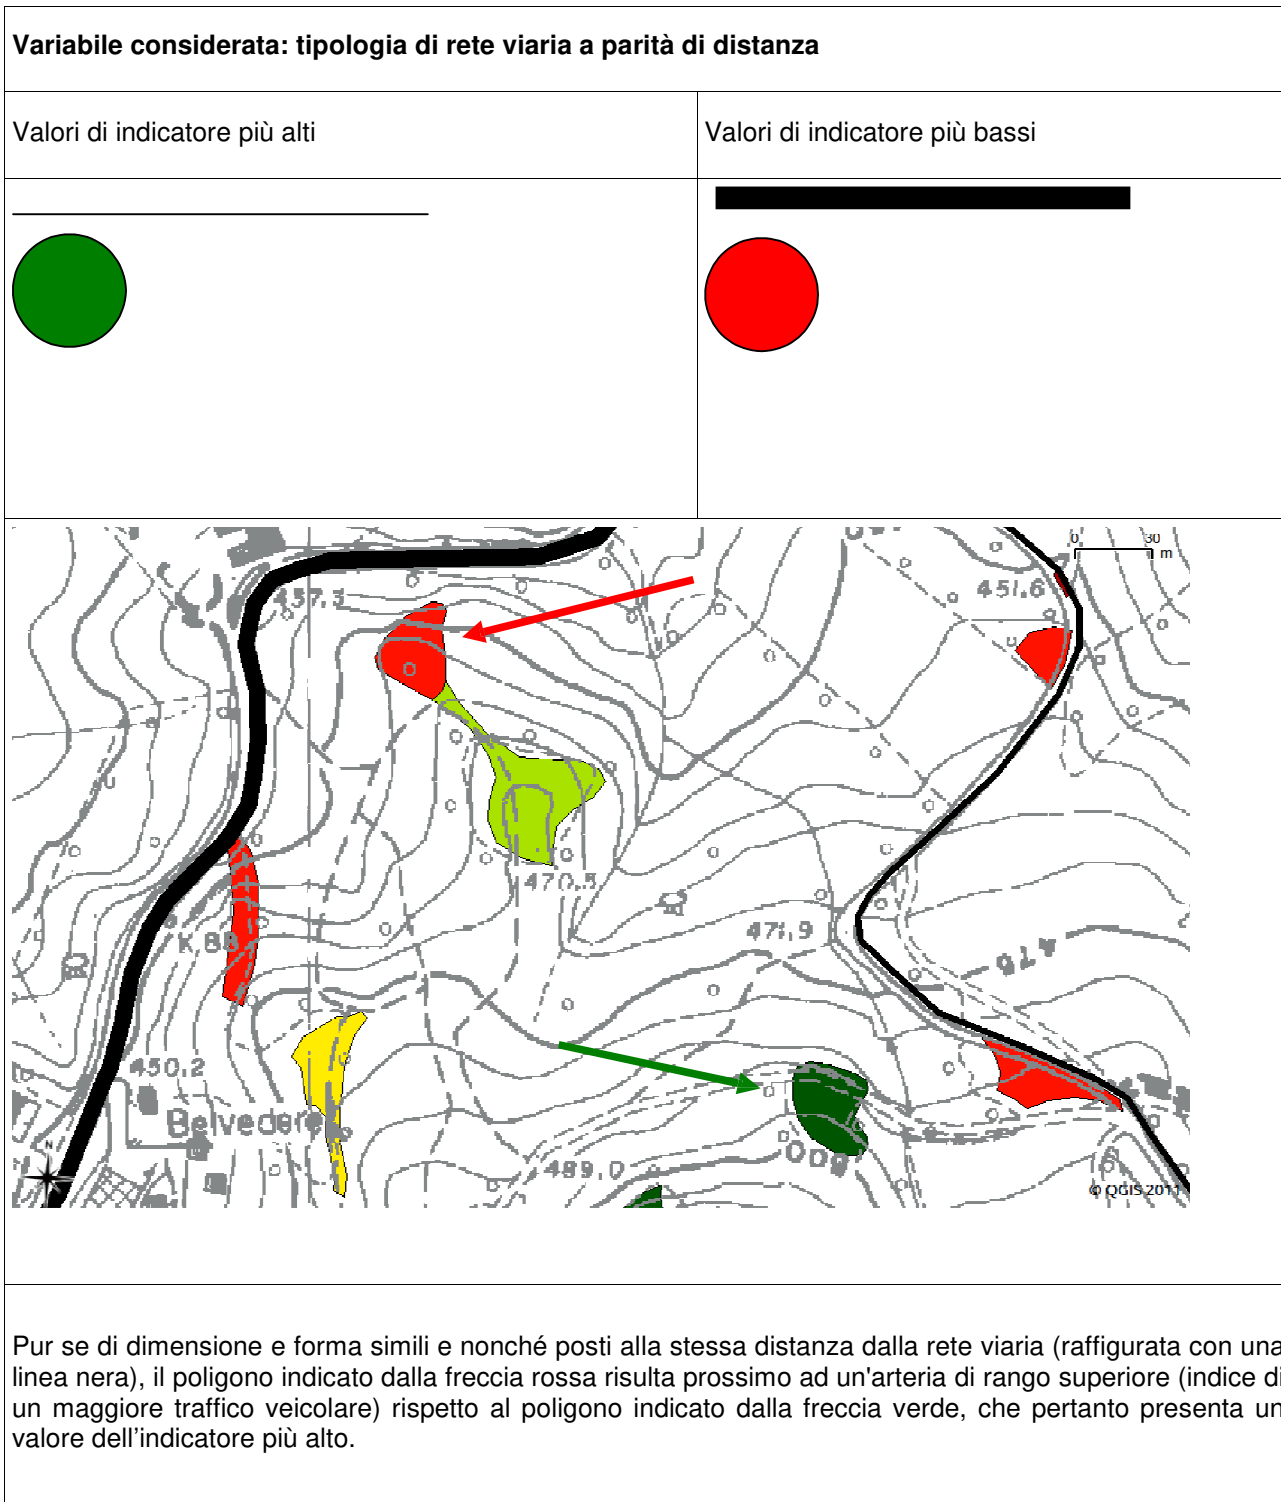 Variabile considerata: tipologia di rete viaria a parità di distanza
Valori di indicatore più alti
Valori di indicatore più bassi
0 30 m
457.3
451.6
470.5
471.9
K.88
450.2
Belvedere
489.0
N
© QGIS 2011
Pur se di dimensione e forma simili e nonché posti alla stessa distanza dalla rete viaria (raffigurata con una
linea nera), il poligono indicato dalla freccia rossa risulta prossimo ad un'arteria di rango superiore (indice di
un maggiore traffico veicolare) rispetto al poligono indicato dalla freccia verde, che pertanto presenta un
valore dell'indicatore più alto.